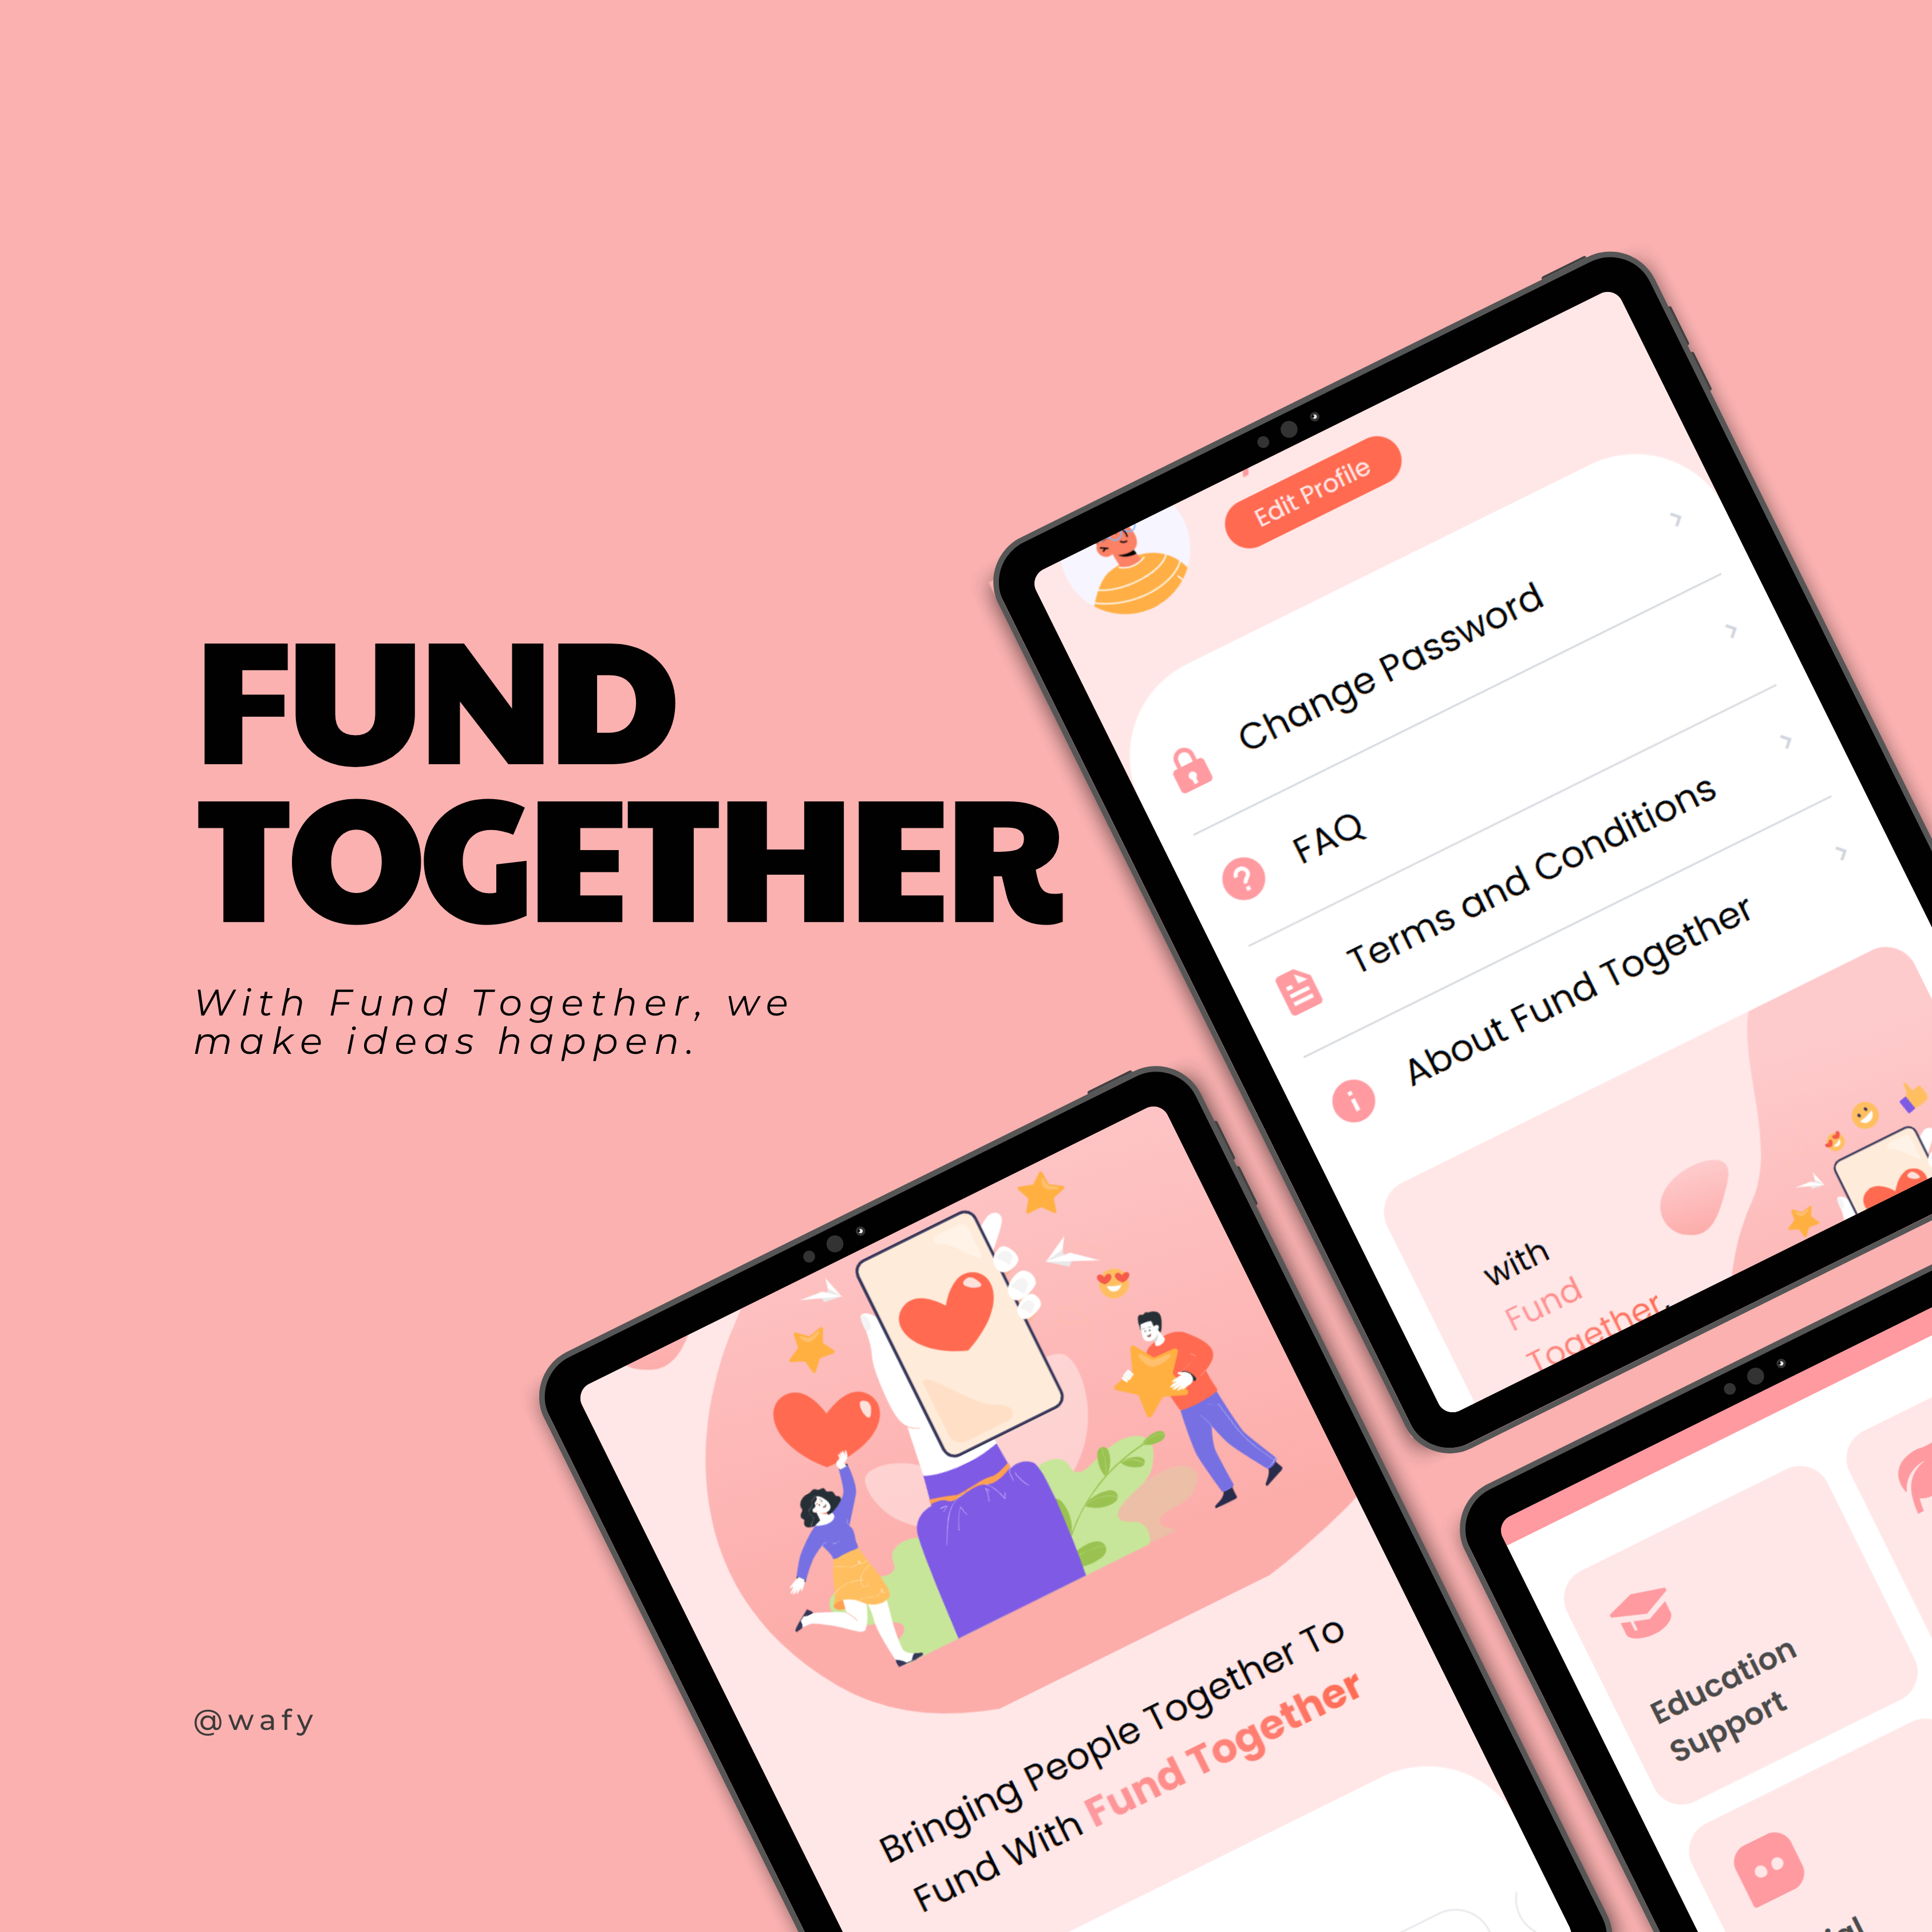 FUND
TOGETHER
With Fund Together, we
make ideas happen.
@wafy
Edit Profile
Change Password
FAQ
Terms and Conditions
About Fund Together
with
Fund
Together.
Bringing People Together To
Fund With Fund Together
Education
Support